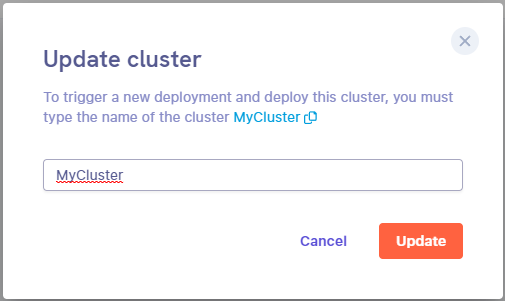 Update cluster
To trigger a new deployment and deploy this cluster, you must
type the name of the cluster MyCluster
MyCluster
Cancel
Update